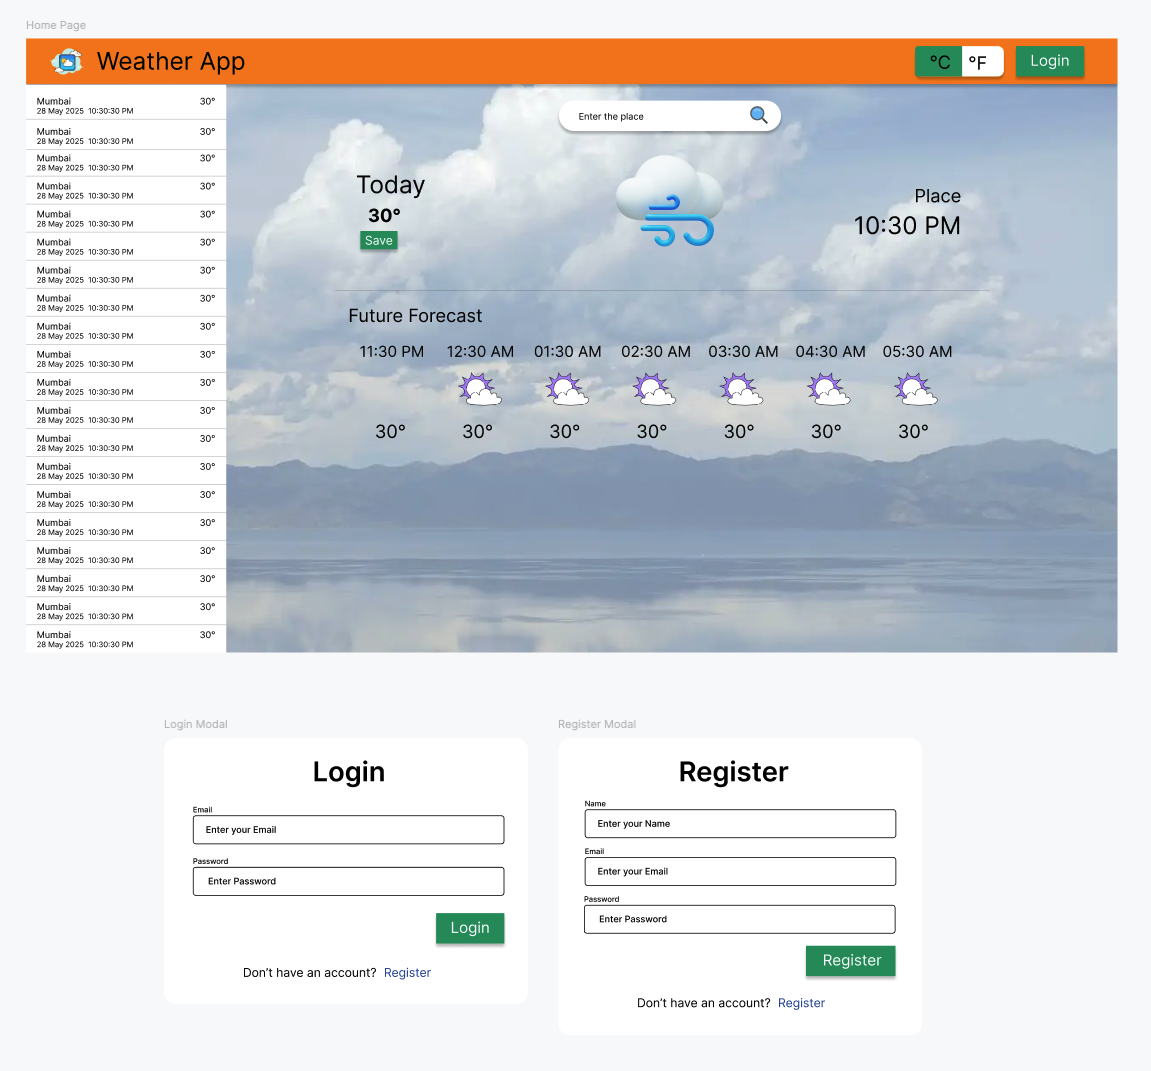 Home Page
Weather App
°C °F Login
Mumbai 30°
28 May 2025 10:30:30 PM
Mumbai 30°
28 May 2025 10:30:30 PM
Mumbai 30°
28 May 2025 10:30:30 PM
Mumbai 30°
28 May 2025 10:30:30 PM
Mumbai 30°
28 May 2025 10:30:30 PM
Mumbai 30°
28 May 2025 10:30:30 PM
Mumbai 30°
28 May 2025 10:30:30 PM
Mumbai 30°
28 May 2025 10:30:30 PM
Mumbai 30°
28 May 2025 10:30:30 PM
Mumbai 30°
28 May 2025 10:30:30 PM
Mumbai 30°
28 May 2025 10:30:30 PM
Mumbai 30°
28 May 2025 10:30:30 PM
Mumbai 30°
28 May 2025 10:30:30 PM
Mumbai 30°
28 May 2025 10:30:30 PM
Mumbai 30°
28 May 2025 10:30:30 PM
Mumbai 30°
28 May 2025 10:30:30 PM
Mumbai 30°
28 May 2025 10:30:30 PM
Mumbai 30°
28 May 2025 10:30:30 PM
Mumbai 30°
28 May 2025 10:30:30 PM
Mumbai 30°
28 May 2025 10:30:30 PM
Enter the place
Today
30°
Save
Place
10:30 PM
Future Forecast
11:30 PM 12:30 AM 01:30 AM 02:30 AM 03:30 AM 04:30 AM 05:30 AM
30° 30° 30° 30° 30° 30° 30°
Login Modal
Login
Email
Enter your Email
Password
Enter Password
Login
Don't have an account? Register
Register Modal
Register
Name
Enter your Name
Email
Enter your Email
Password
Enter Password
Register
Don't have an account? Register